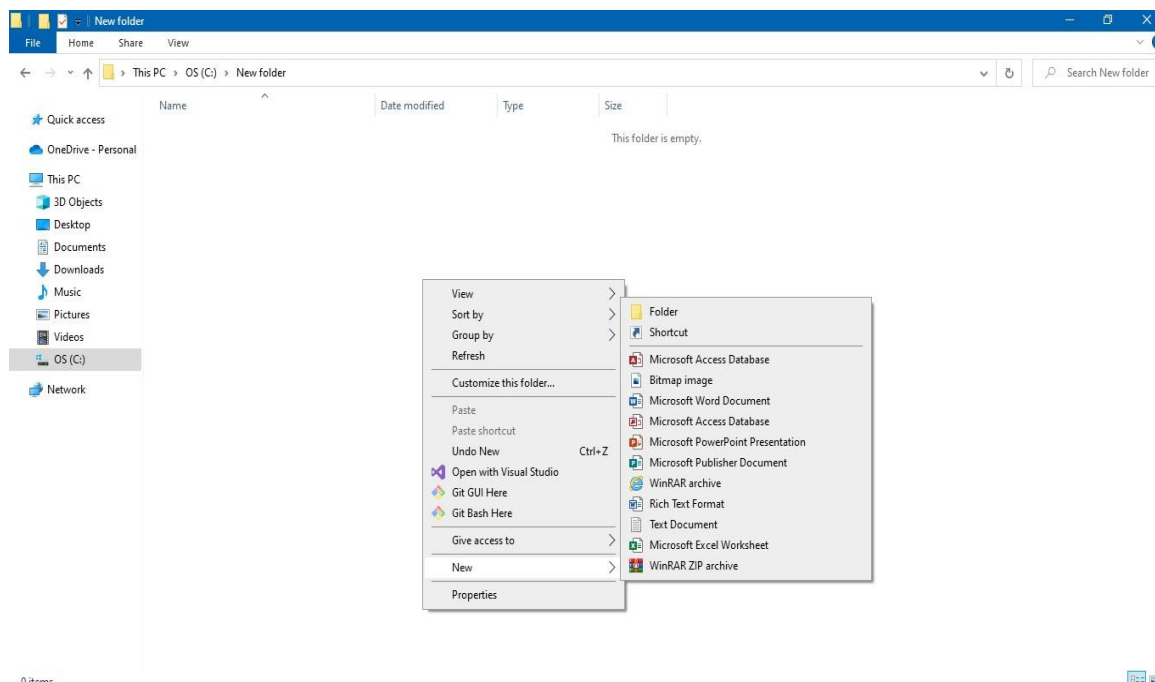 New folder
File Home Share View
This PC > OS (C:) > New folder
Search New folder
Name Date modified Type Size
This folder is empty.
Quick access
OneDrive - Personal
This PC
3D Objects
Desktop
Documents
Downloads
Music
Pictures
Videos
OS (C:)
Network
View
Sort by
Group by
Refresh
Customize this folder...
Paste
Paste shortcut
Undo New Ctrl+Z
Open with Visual Studio
Git GUI Here
Git Bash Here
Give access to
New
Properties
Folder
Shortcut
Microsoft Access Database
Bitmap image
Microsoft Word Document
Microsoft Access Database
Microsoft PowerPoint Presentation
Microsoft Publisher Document
WinRAR archive
Rich Text Format
Text Document
Microsoft Excel Worksheet
WinRAR ZIP archive
0 items